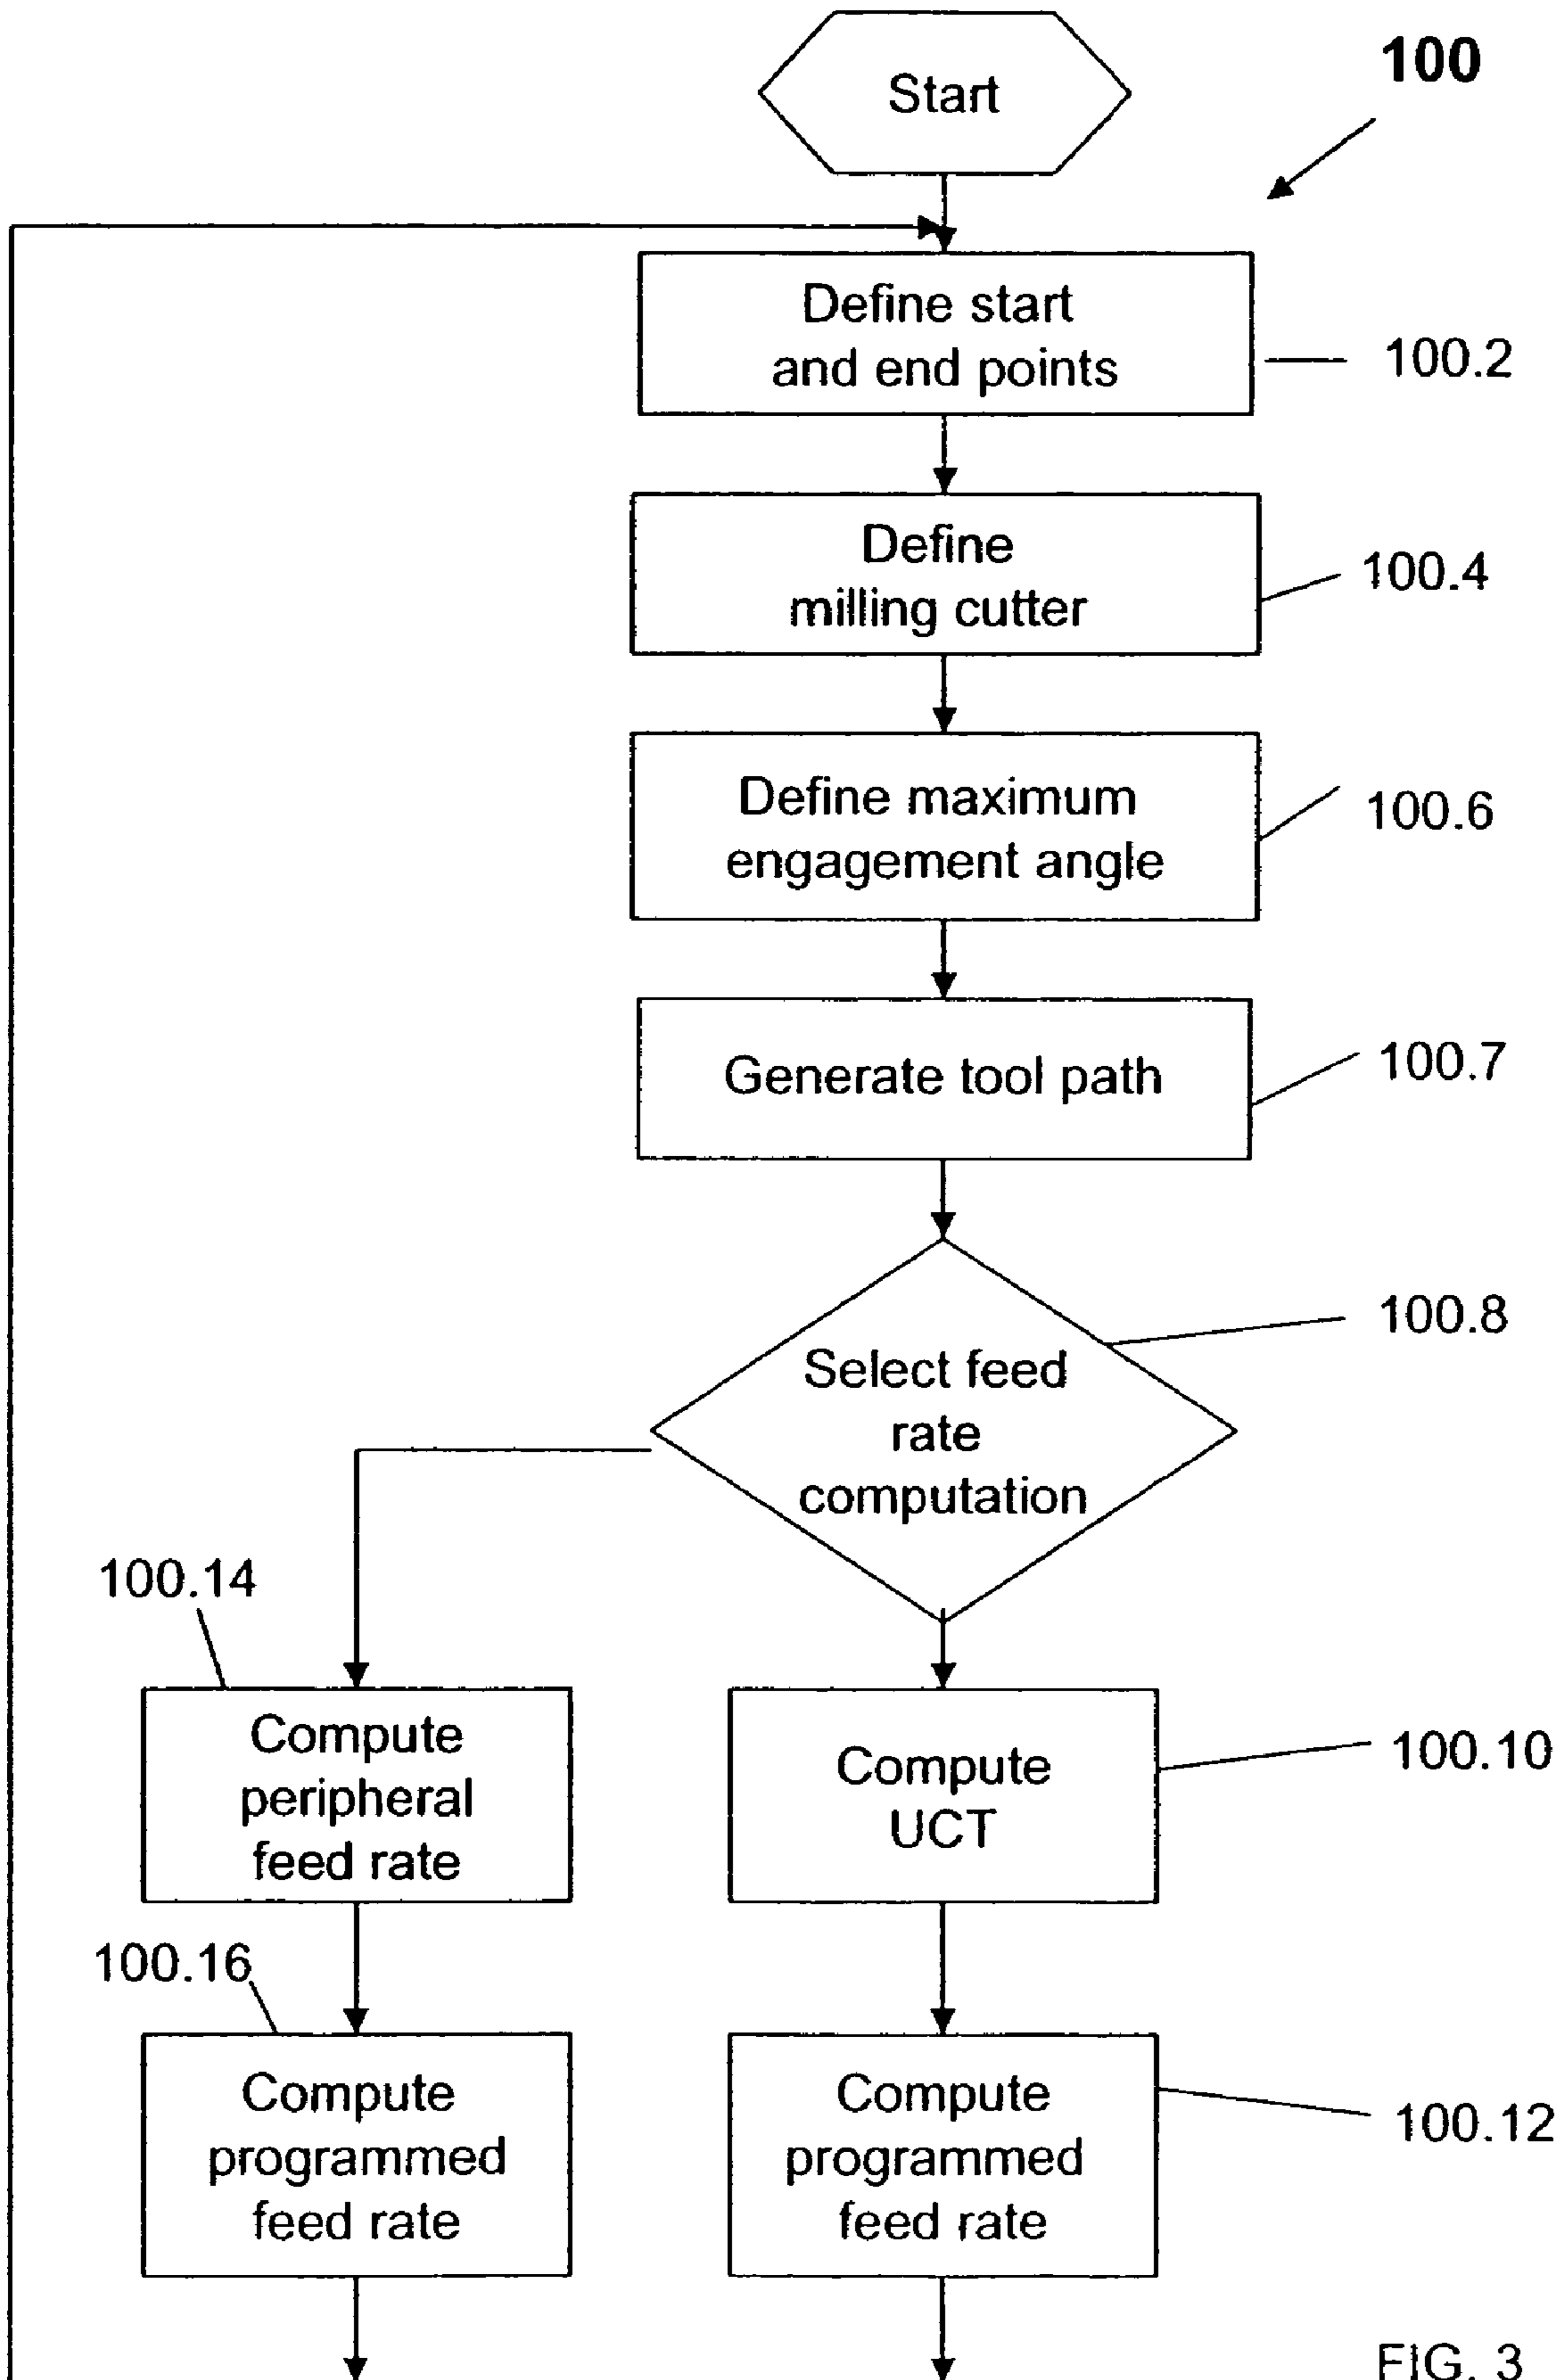 Start
100
Define start
and end points
100.2
Define
milling cutter
100.4
Define maximum
engagement angle
100.6
Generate tool path
100.7
Select feed
rate
computation
100.8
100.14
Compute
peripheral
feed rate
Compute
UCT
100.10
100.16
Compute
programmed
feed rate
Compute
programmed
feed rate
100.12
FIG. 3